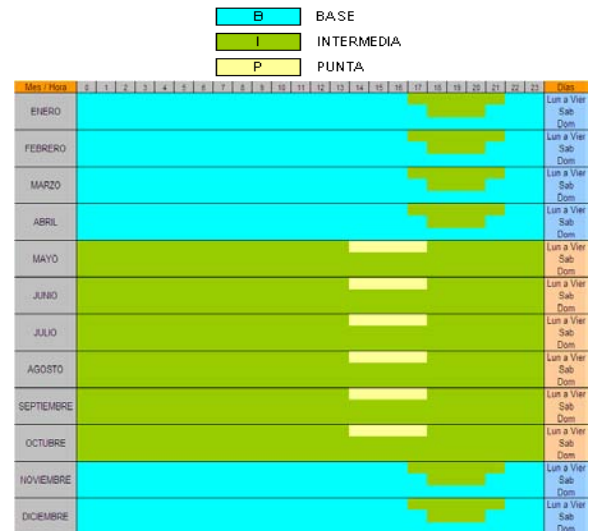 B BASE
I INTERMEDIA
P PUNTA
Mes / Hora 0 1 2 3 4 5 6 7 8 9 10 11 12 13 14 15 16 17 18 19 20 21 22 23 Días
ENERO Lun a Vier
Sab
Dom
FEBRERO Lun a Vier
Sab
Dom
MARZO Lun a Vier
Sab
Dom
ABRIL Lun a Vier
Sab
Dom
MAYO Lun a Vier
Sab
Dom
JUNIO Lun a Vier
Sab
Dom
JULIO Lun a Vier
Sab
Dom
AGOSTO Lun a Vier
Sab
Dom
SEPTIEMBRE Lun a Vier
Sab
Dom
OCTUBRE Lun a Vier
Sab
Dom
NOVIEMBRE Lun a Vier
Sab
Dom
DICIEMBRE Lun a Vier
Sab
Dom